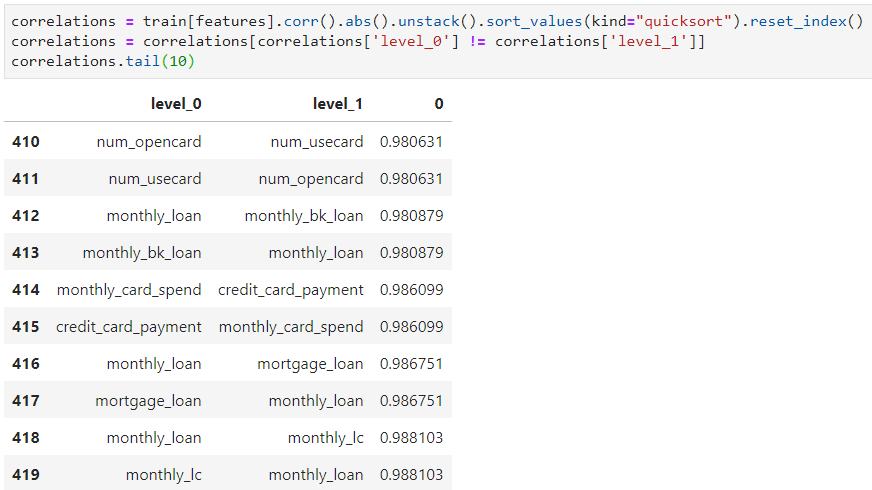 correlations = train[features].corr().abs().unstack().sort_values(kind="quicksort").reset_index()
correlations = correlations[correlations['level_0'] != correlations['level_1']]
correlations.tail(10)
level_0 level_1 0
410 num_opencard num_usecard 0.980631
411 num_usecard num_opencard 0.980631
412 monthly_loan monthly_bk_loan 0.980879
413 monthly_bk_loan monthly_loan 0.980879
414 monthly_card_spend credit_card_payment 0.986099
415 credit_card_payment monthly_card_spend 0.986099
416 monthly_loan mortgage_loan 0.986751
417 mortgage_loan monthly_loan 0.986751
418 monthly_loan monthly_lc 0.988103
419 monthly_lc monthly_loan 0.988103